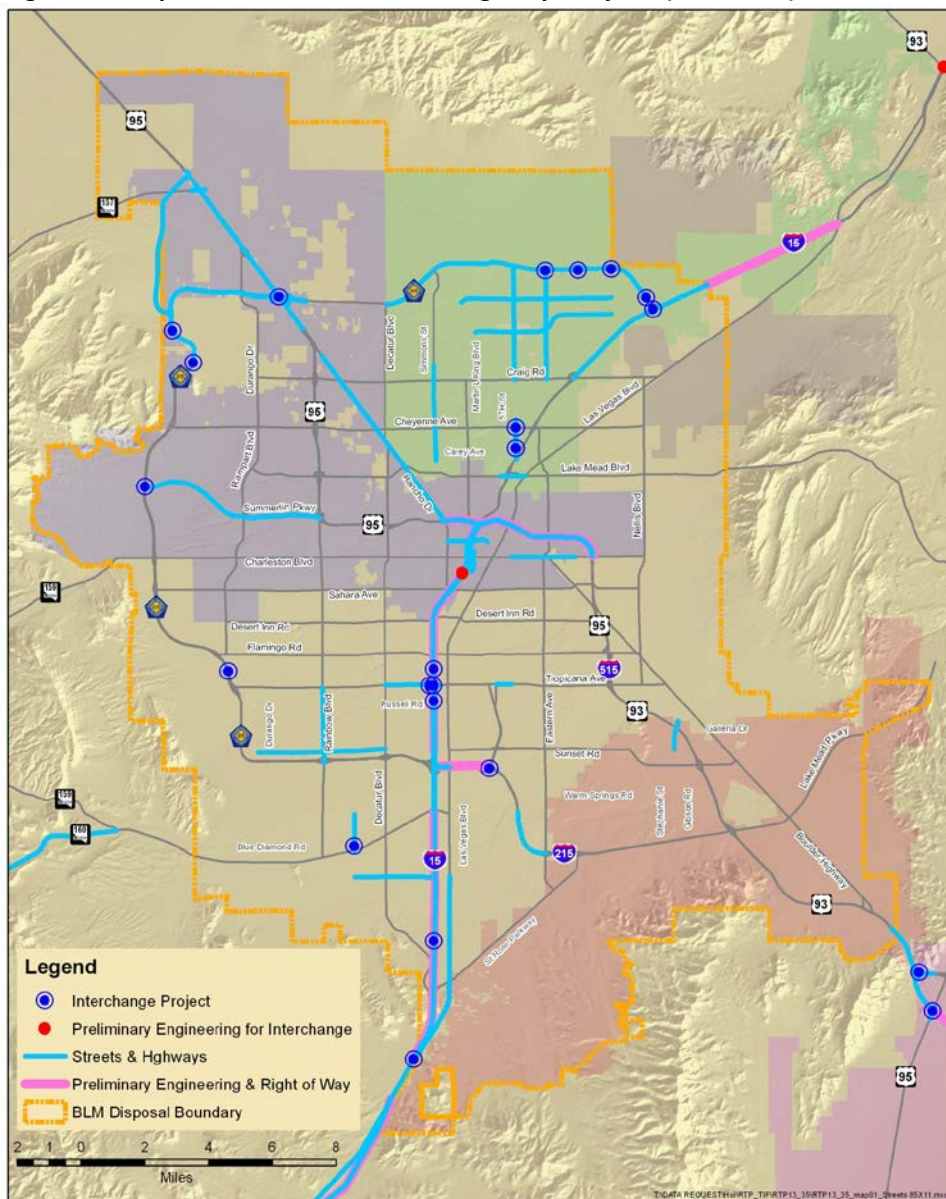 93
95
157
15
Decatur Blvd
Simmons St
Durango Dr
Martin L King Blvd
5TH St
Craig Rd
95
Las Vegas Blvd
Cheyenne Ave
Rampart Blvd
Carey Ave
Lake Mead Blvd
Rancho Dr
Summerlin Pkwy
95
Nellis Blvd
Charleston Blvd
159
Sahara Ave
Desert Inn Rd
Desert Inn Rd
95
Flamingo Rd
515
Tropicana Ave
Russel Rd
Eastern Ave
93
Durango Dr
Rainbow Blvd
Galleria Dr
Sunset Rd
Lake Mead Pkwy
Decatur Blvd
Las Vegas Blvd
Warm Springs Rd
Stephanie St
Gibson Rd
159
160
Blue Diamond Rd
15
215
Boulder Highway
93
St Rose Parkway
95
Legend
Interchange Project
Preliminary Engineering for Interchange
Streets & Hghways
Preliminary Engineering & Right of Way
BLM Disposal Boundary
2 1 0 2 4 6 8
Miles